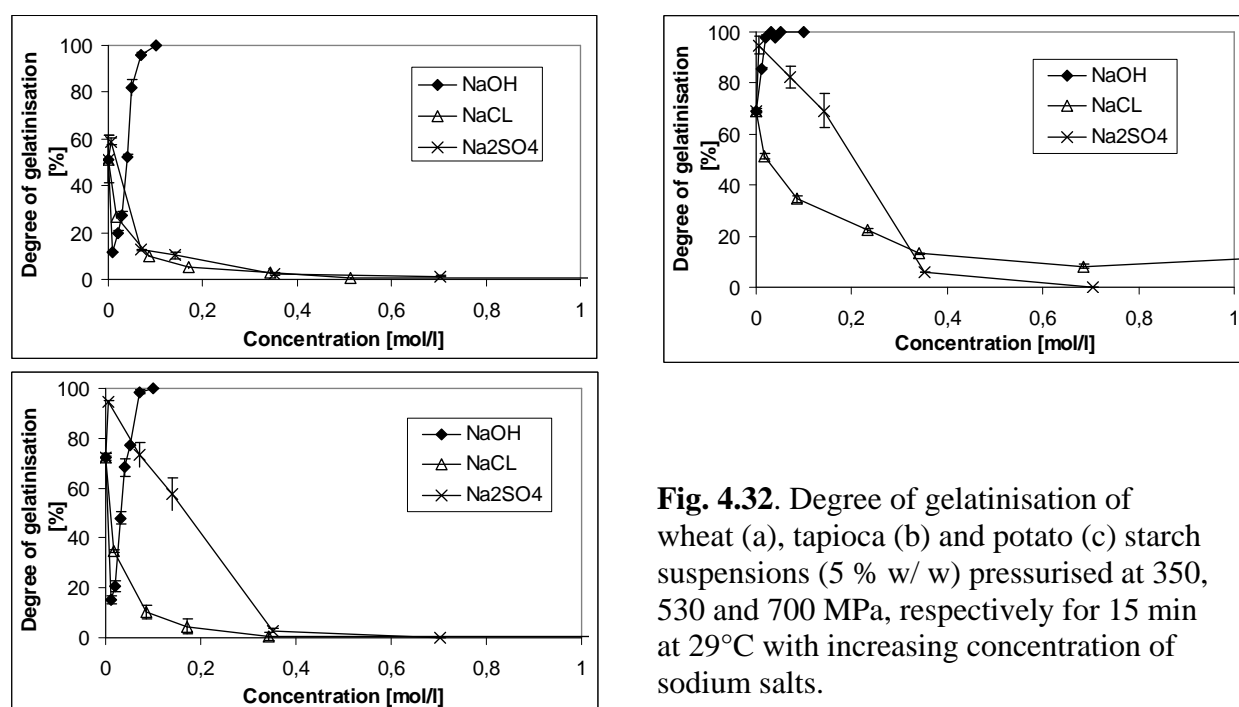 100
80
60
40
20
0
Degree of gelatinisation
[%]
NaOH
NaCL
Na2SO4
0
0,2
0,4
0,6
0,8
1
Concentration [mol/l]
100
80
60
40
20
0
Degree of gelatinisation
[%]
NaOH
NaCL
Na2SO4
0
0,2
0,4
0,6
0,8
1
Concentration [mol/l]
100
80
60
40
20
0
Degree of gelatinisation
[%]
NaOH
NaCL
Na2SO4
0
0,2
0,4
0,6
0,8
1
Concentration [mol/l]
Fig. 4.32. Degree of gelatinisation of
wheat (a), tapioca (b) and potato (c) starch
suspensions (5 % w/ w) pressurised at 350,
530 and 700 MPa, respectively for 15 min
at 29°C with increasing concentration of
sodium salts.